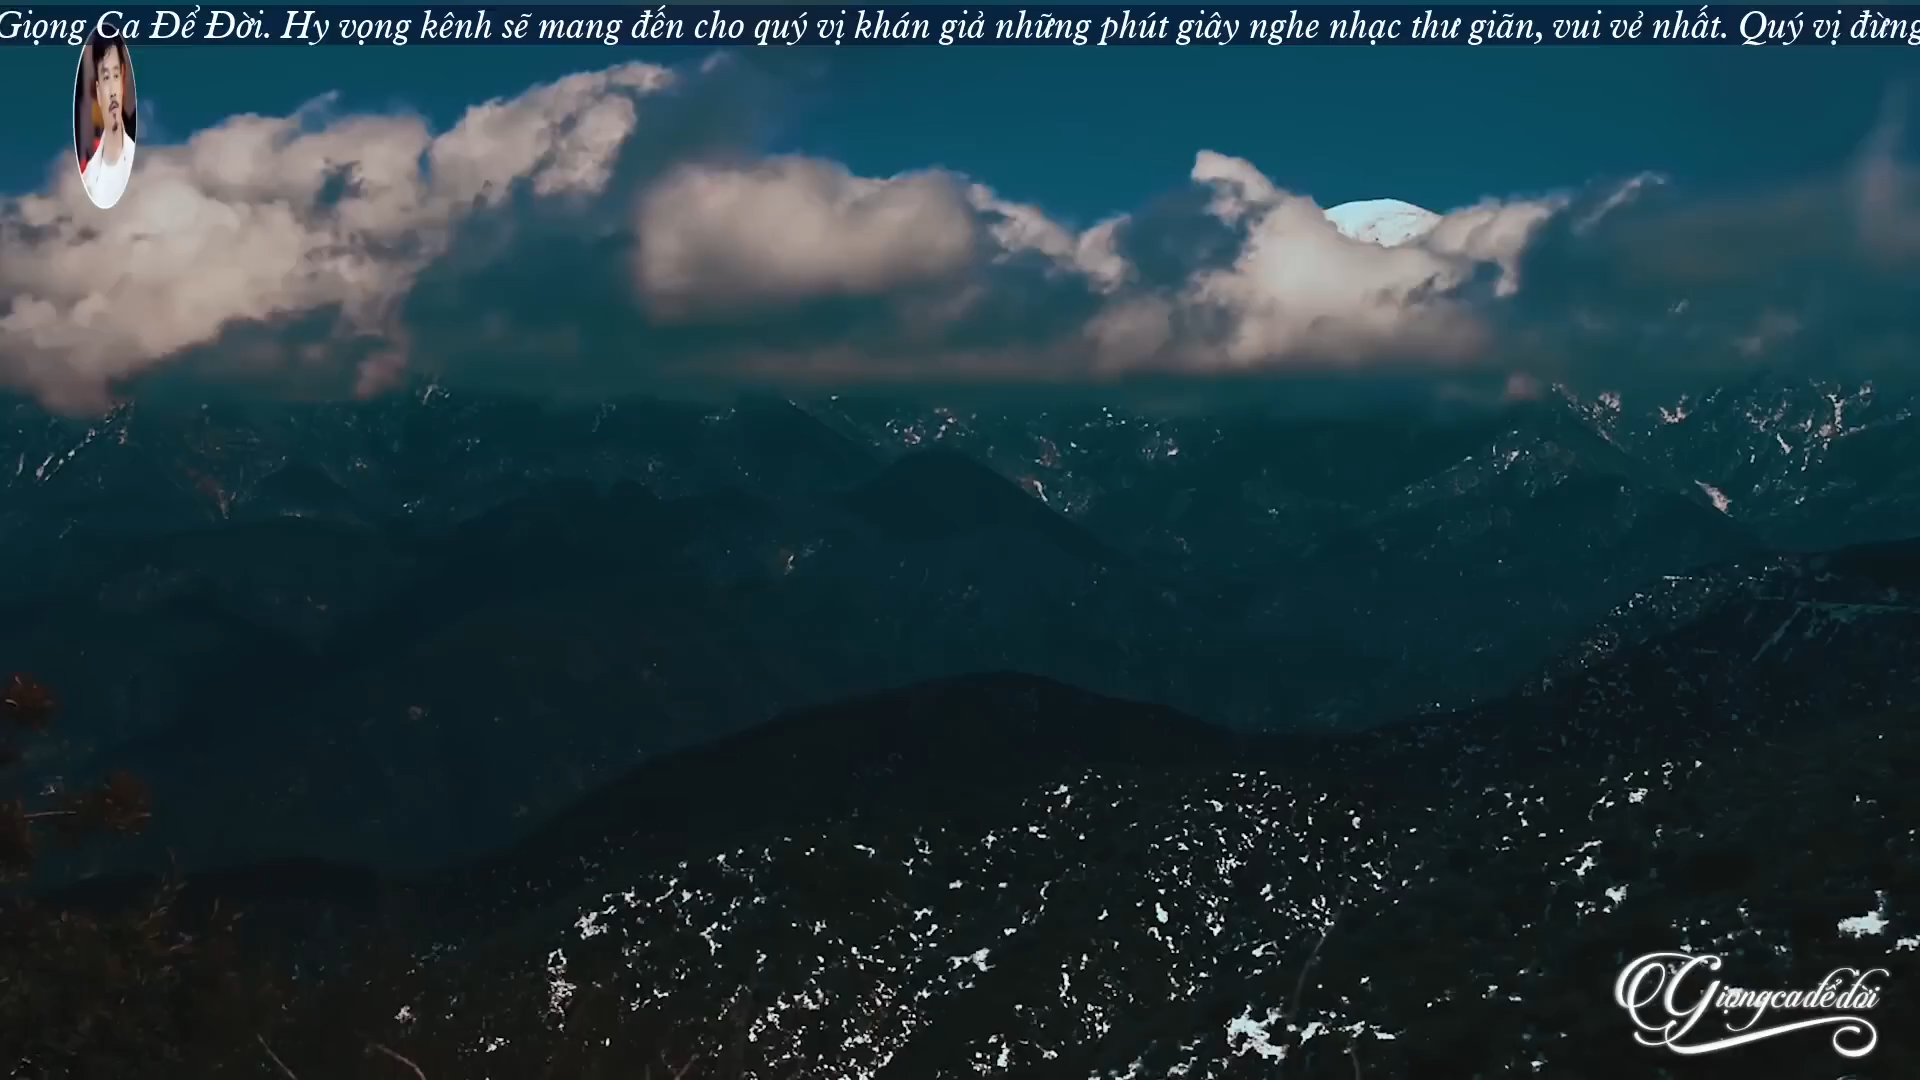 Giọng Ca Để Đời. Hy vọng kênh sẽ mang đến cho quý vị khán giả những phút giây nghe nhạc thư giãn, vui vẻ nhất. Quý vị đừng
Giọngcađểđời